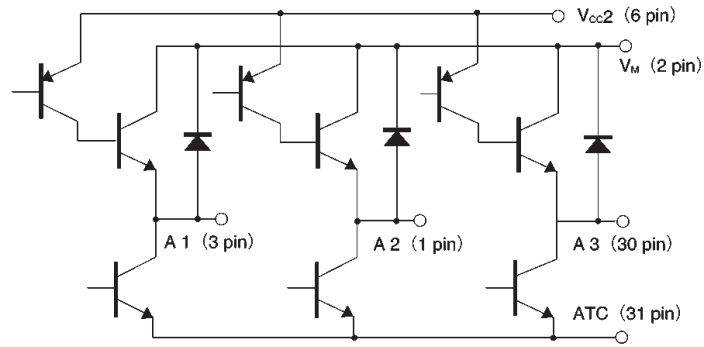 Vcc2 (6 pin)
VM (2 pin)
A 1 (3 pin)
A 2 (1 pin)
A 3 (30 pin)
ATC (31 pin)